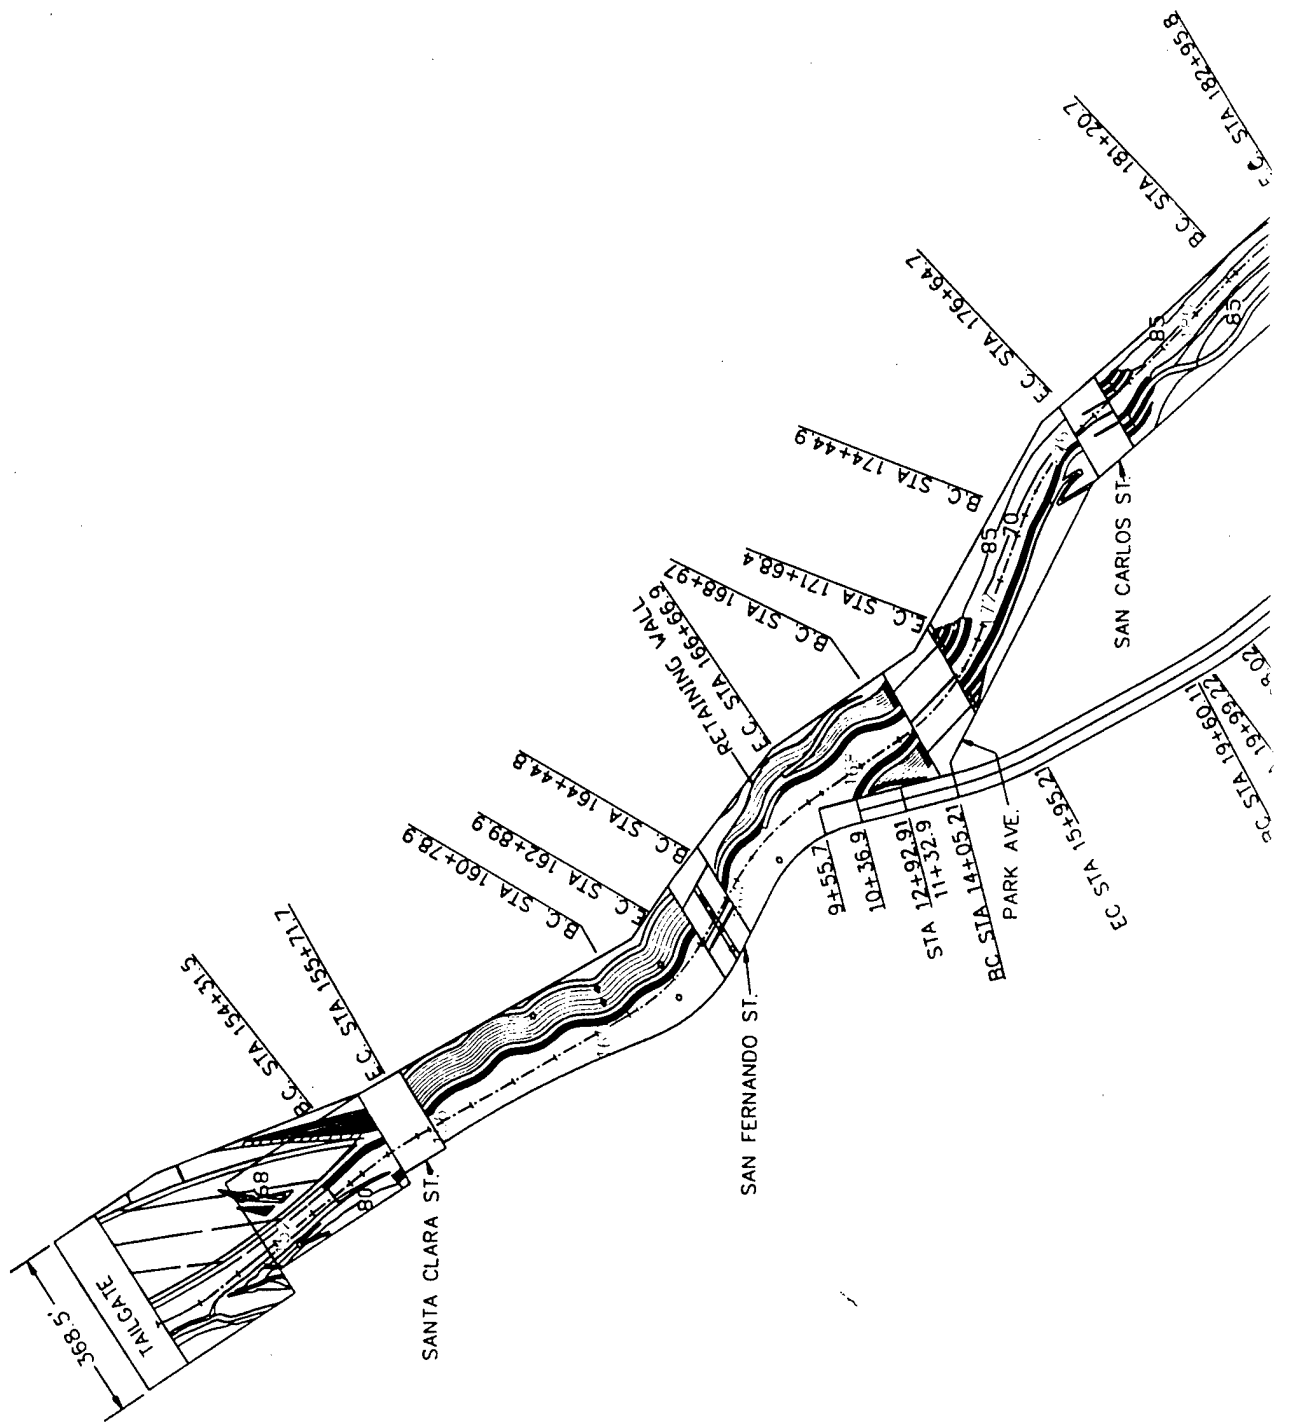 E.C. STA 182+95.8
B.C. STA 181+20.7
E.C. STA 176+64.7
B.C. STA 174+44.9
E.C. STA 171+68.4
B.C. STA 168+97
E.C. STA 166+66.9
RETAINING WALL
B.C. STA 164+44.8
E.C. STA 162+89.9
B.C. STA 160+78.9
E.C. STA 155+71.7
B.C. STA 154+31.5
85
85
85
70
SAN CARLOS ST.
9+55.7
10+36.9
STA 12+92.91
11+32.9
BC STA 14+05.21
PARK AVE.
EC STA 15+95.21
BC STA 19+60.11
19+99.22
SAN FERNANDO ST.
68
80
SANTA CLARA ST.
TAILGATE
368.5'